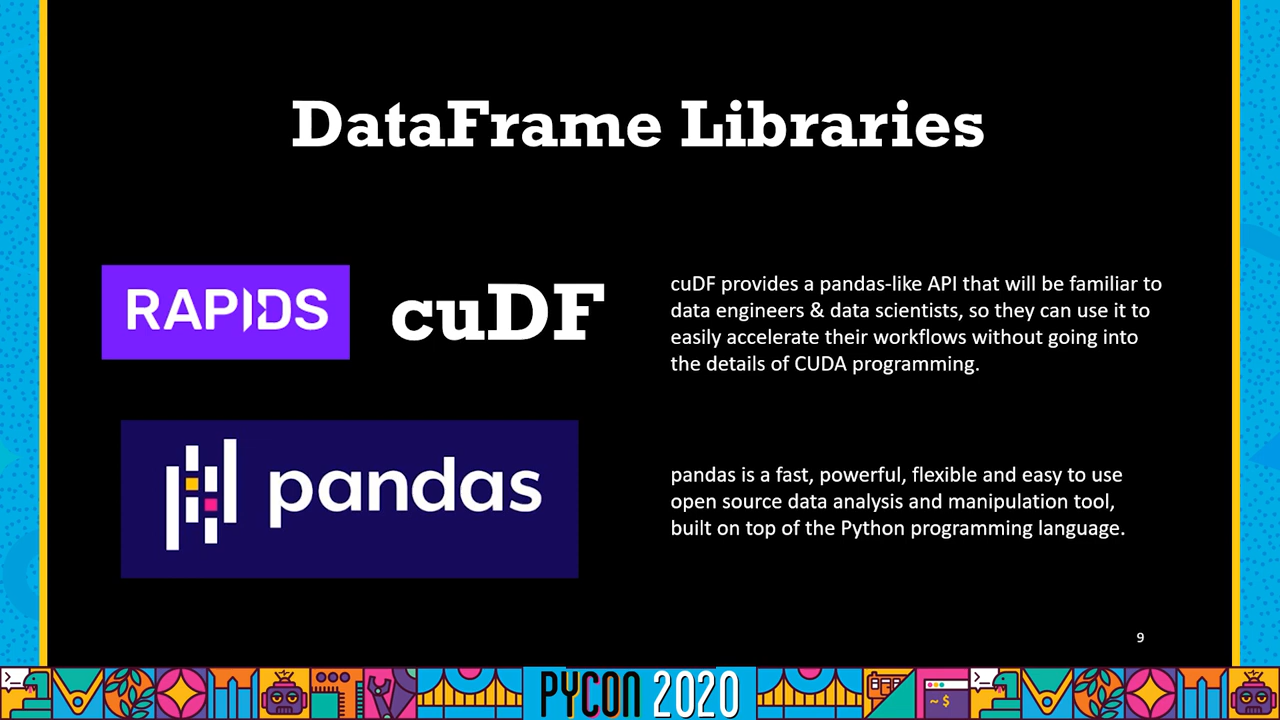 DataFrame Libraries
RAPIDS
cuDF
cuDF provides a pandas-like API that will be familiar to
data engineers & data scientists, so they can use it to
easily accelerate their workflows without going into
the details of CUDA programming.
pandas
pandas is a fast, powerful, flexible and easy to use
open source data analysis and manipulation tool,
built on top of the Python programming language.
9
PYCON 2020
~$